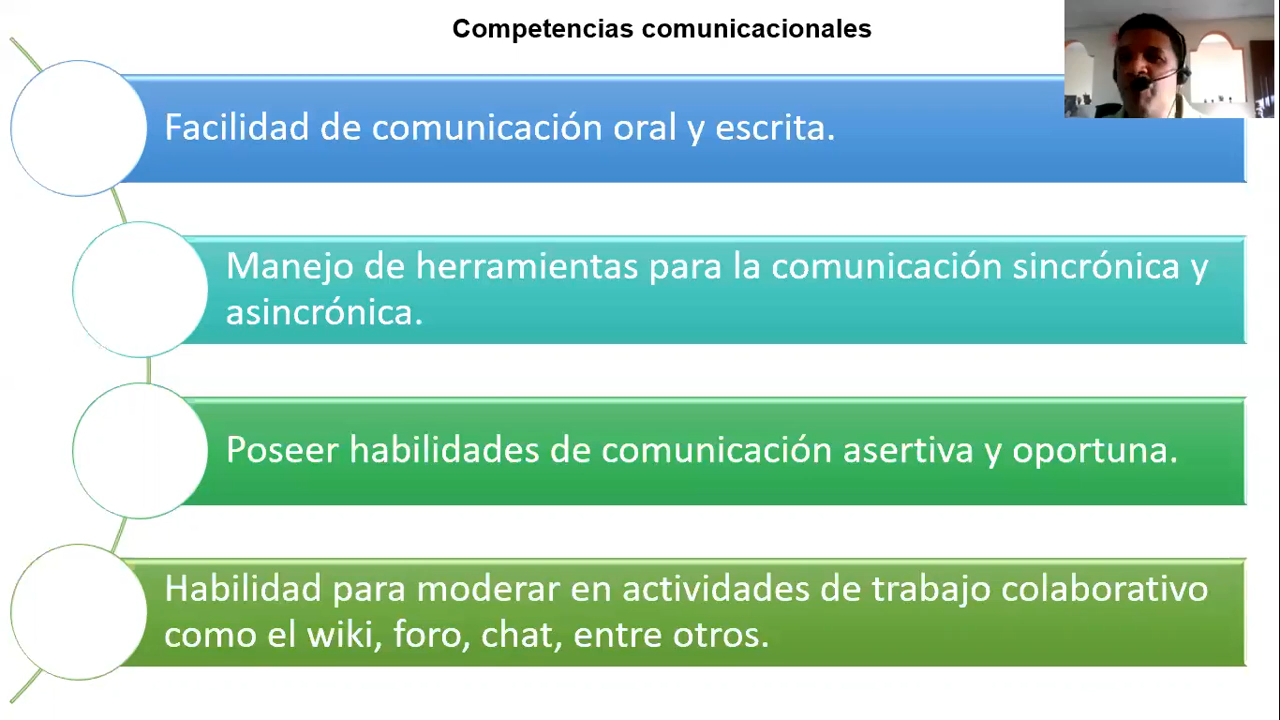 Competencias comunicacionales
Facilidad de comunicación oral y escrita.
Manejo de herramientas para la comunicación sincrónica y
asincrónica.
Poseer habilidades de comunicación asertiva y oportuna.
Habilidad para moderar en actividades de trabajo colaborativo
como el wiki, foro, chat, entre otros.